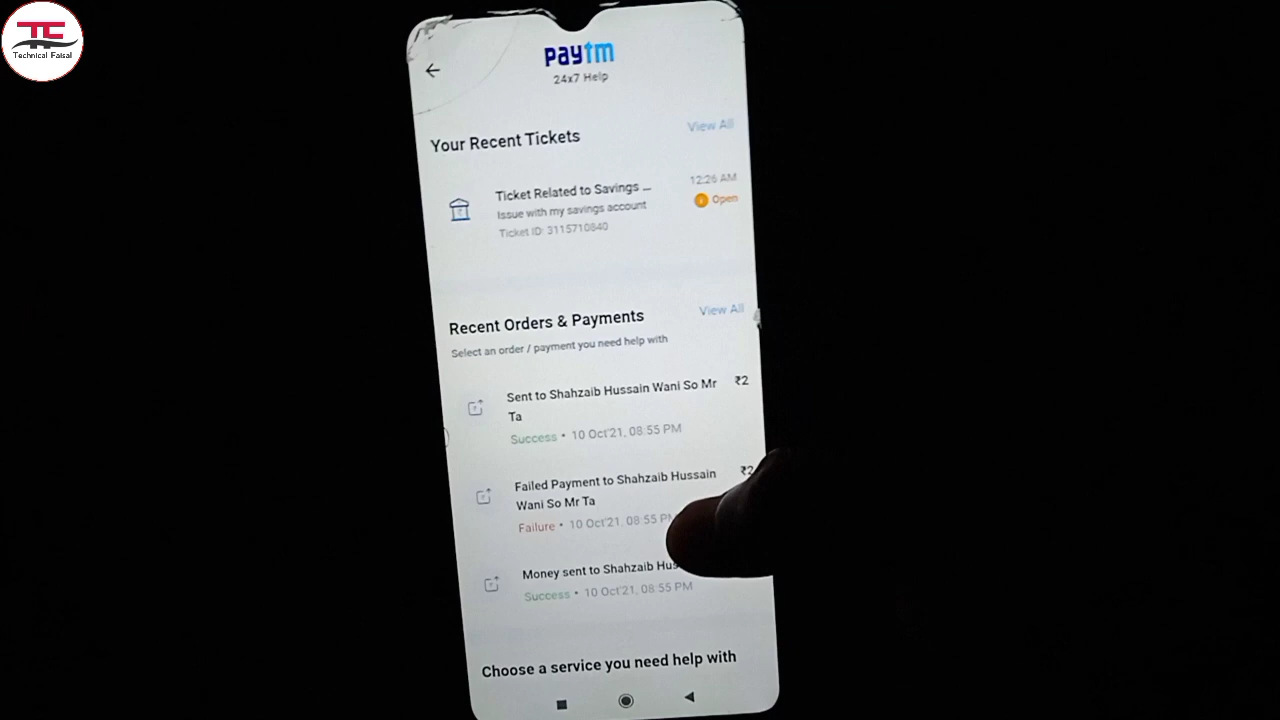 TC
Technical Faisal
paytm
24x7 Help
Your Recent Tickets
View All
Ticket Related to Savings ...
12:26 AM
Issue with my savings account
Open
Ticket ID: 3115710840
Recent Orders & Payments
View All
Select an order / payment you need help with
Sent to Shahzaib Hussain Wani So Mr
₹2
Ta
Success • 10 Oct'21, 08:55 PM
Failed Payment to Shahzaib Hussain
₹2
Wani So Mr Ta
Failure • 10 Oct'21, 08:55 PM
Money sent to Shahzaib Hus
Success • 10 Oct'21, 08:55 PM
Choose a service you need help with